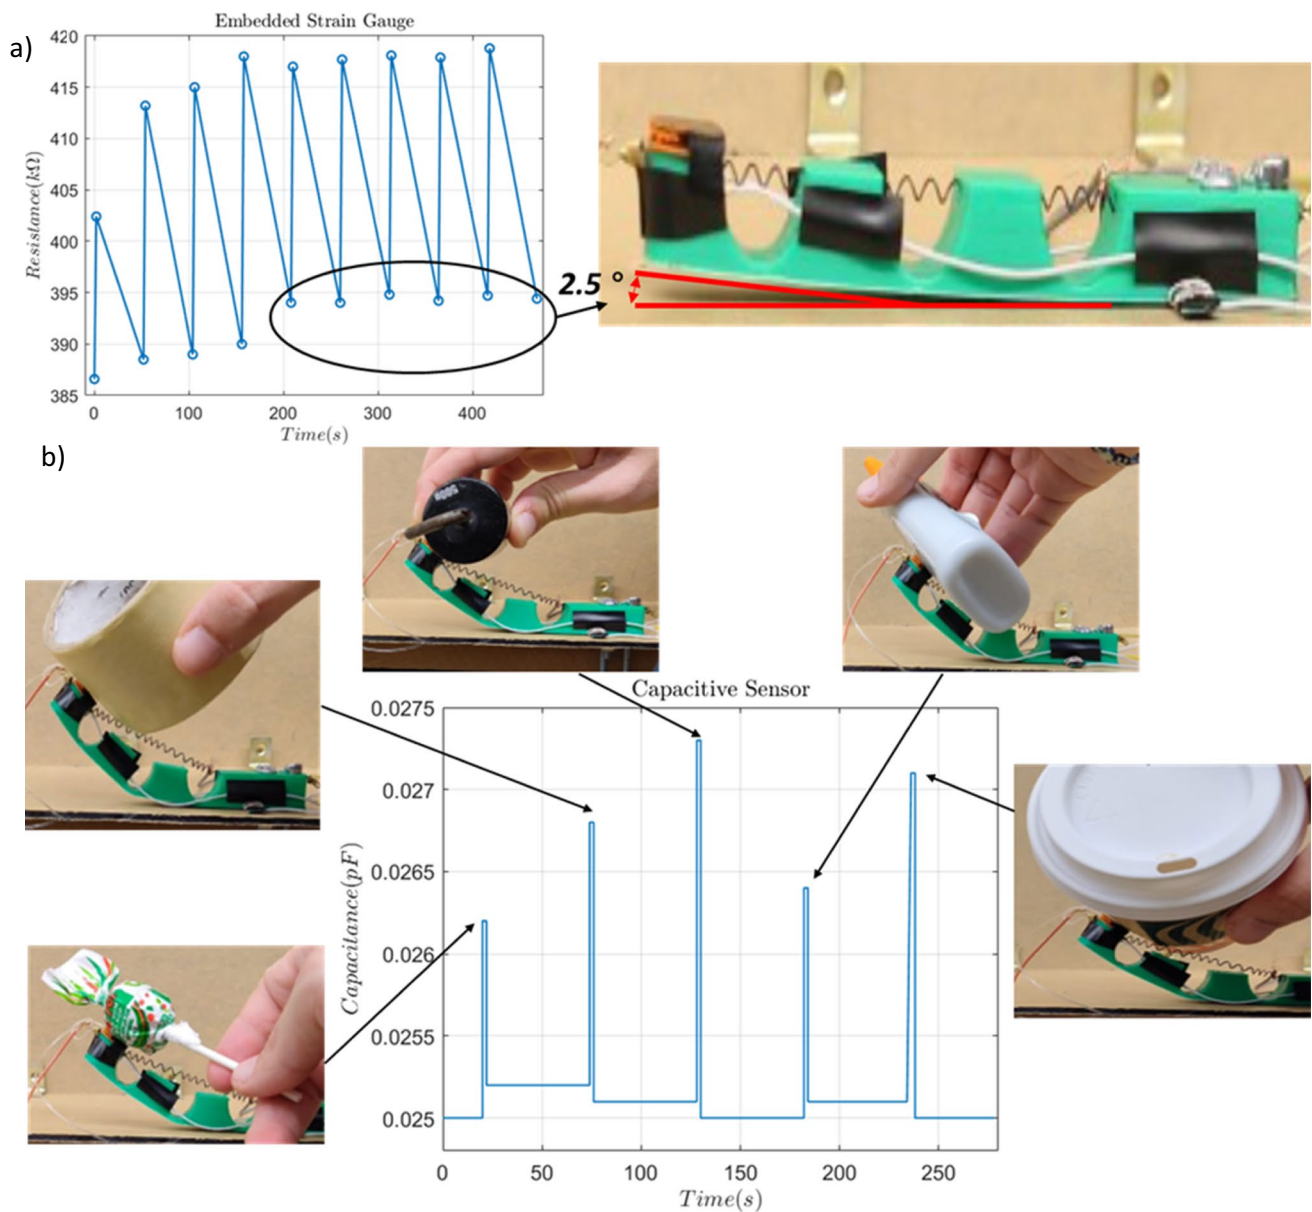 a)
Embedded Strain Gauge
420
415
410
405
400
395
390
385
Resistance(kΩ)
0 100 200 300 400
Time(s)
2.5 °
b)
Capacitive Sensor
0.0275
0.027
0.0265
0.026
0.0255
0.025
Capacitance(pF)
0 50 100 150 200 250
Time(s)